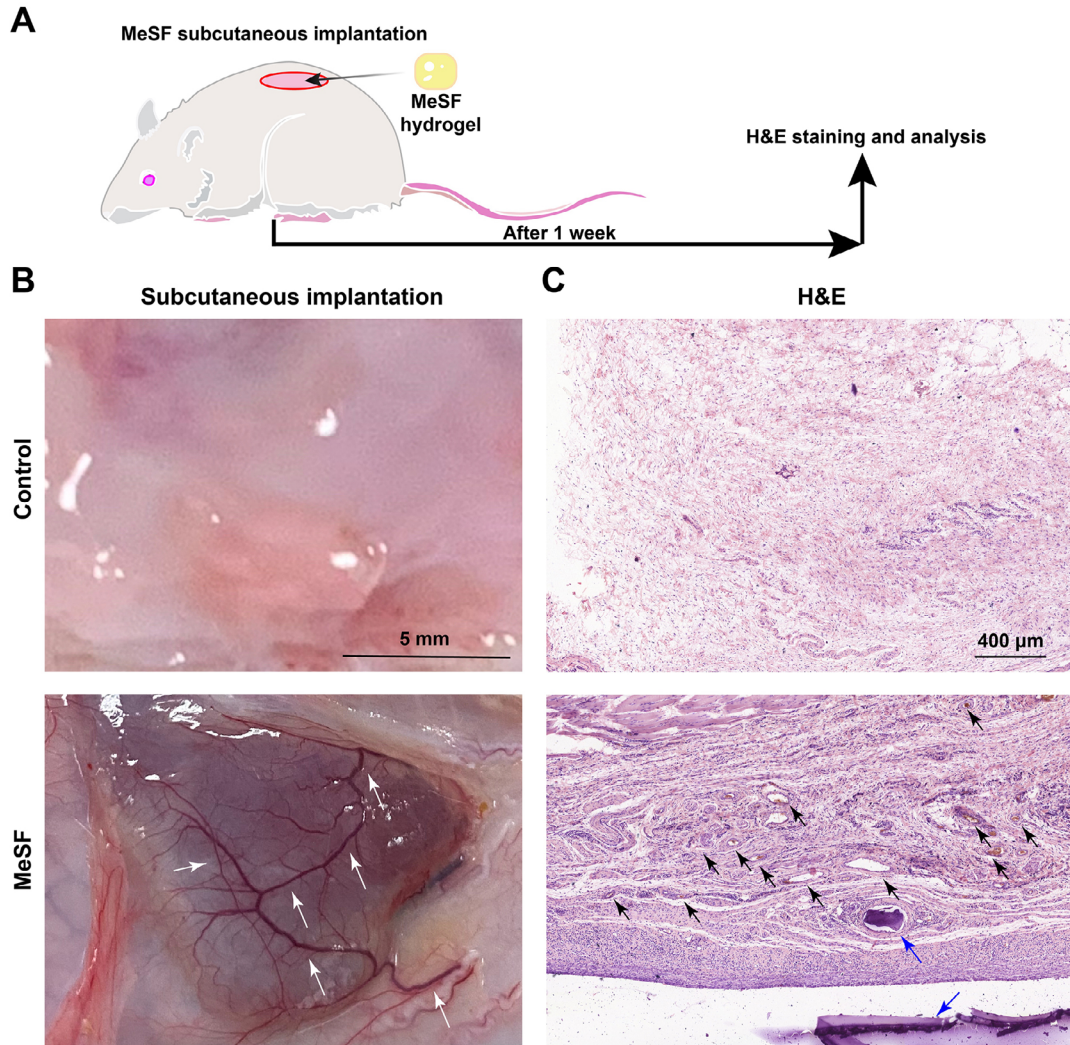 A
MeSF subcutaneous implantation
MeSF
hydrogel
H&E staining and analysis
After 1 week
B
Subcutaneous implantation
C
H&E
Control
5 mm
400 µm
MeSF